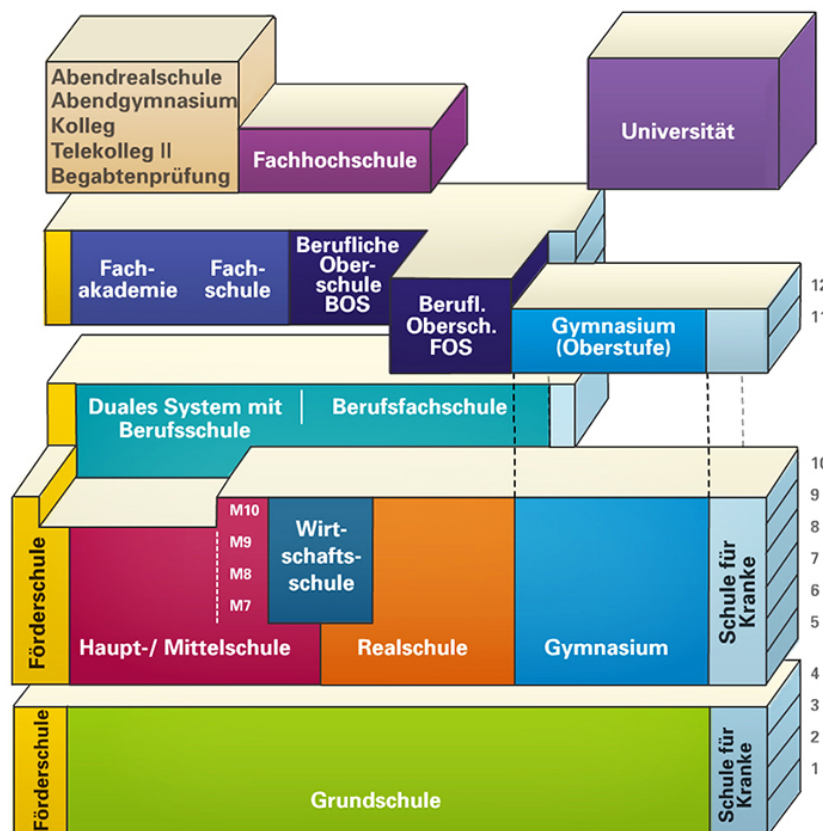 Abendrealschule
Abendgymnasium
Kolleg
Telekolleg II
Begabtenprüfung
Fachhochschule
Universität
Fach-
akademie
Fach-
schule
Berufliche
Ober-
schule
BOS
Berufl.
Obersch.
FOS
Gymnasium
(Oberstufe)
12
11
Duales System mit
Berufsschule
Berufsfachschule
10
9
8
7
6
5
Förderschule
M10
M9
M8
M7
Haupt-/ Mittelschule
Wirt-
schafts-
schule
Realschule
Gymnasium
Schule für
Kranke
4
3
2
1
Förderschule
Grundschule
Schule für
Kranke